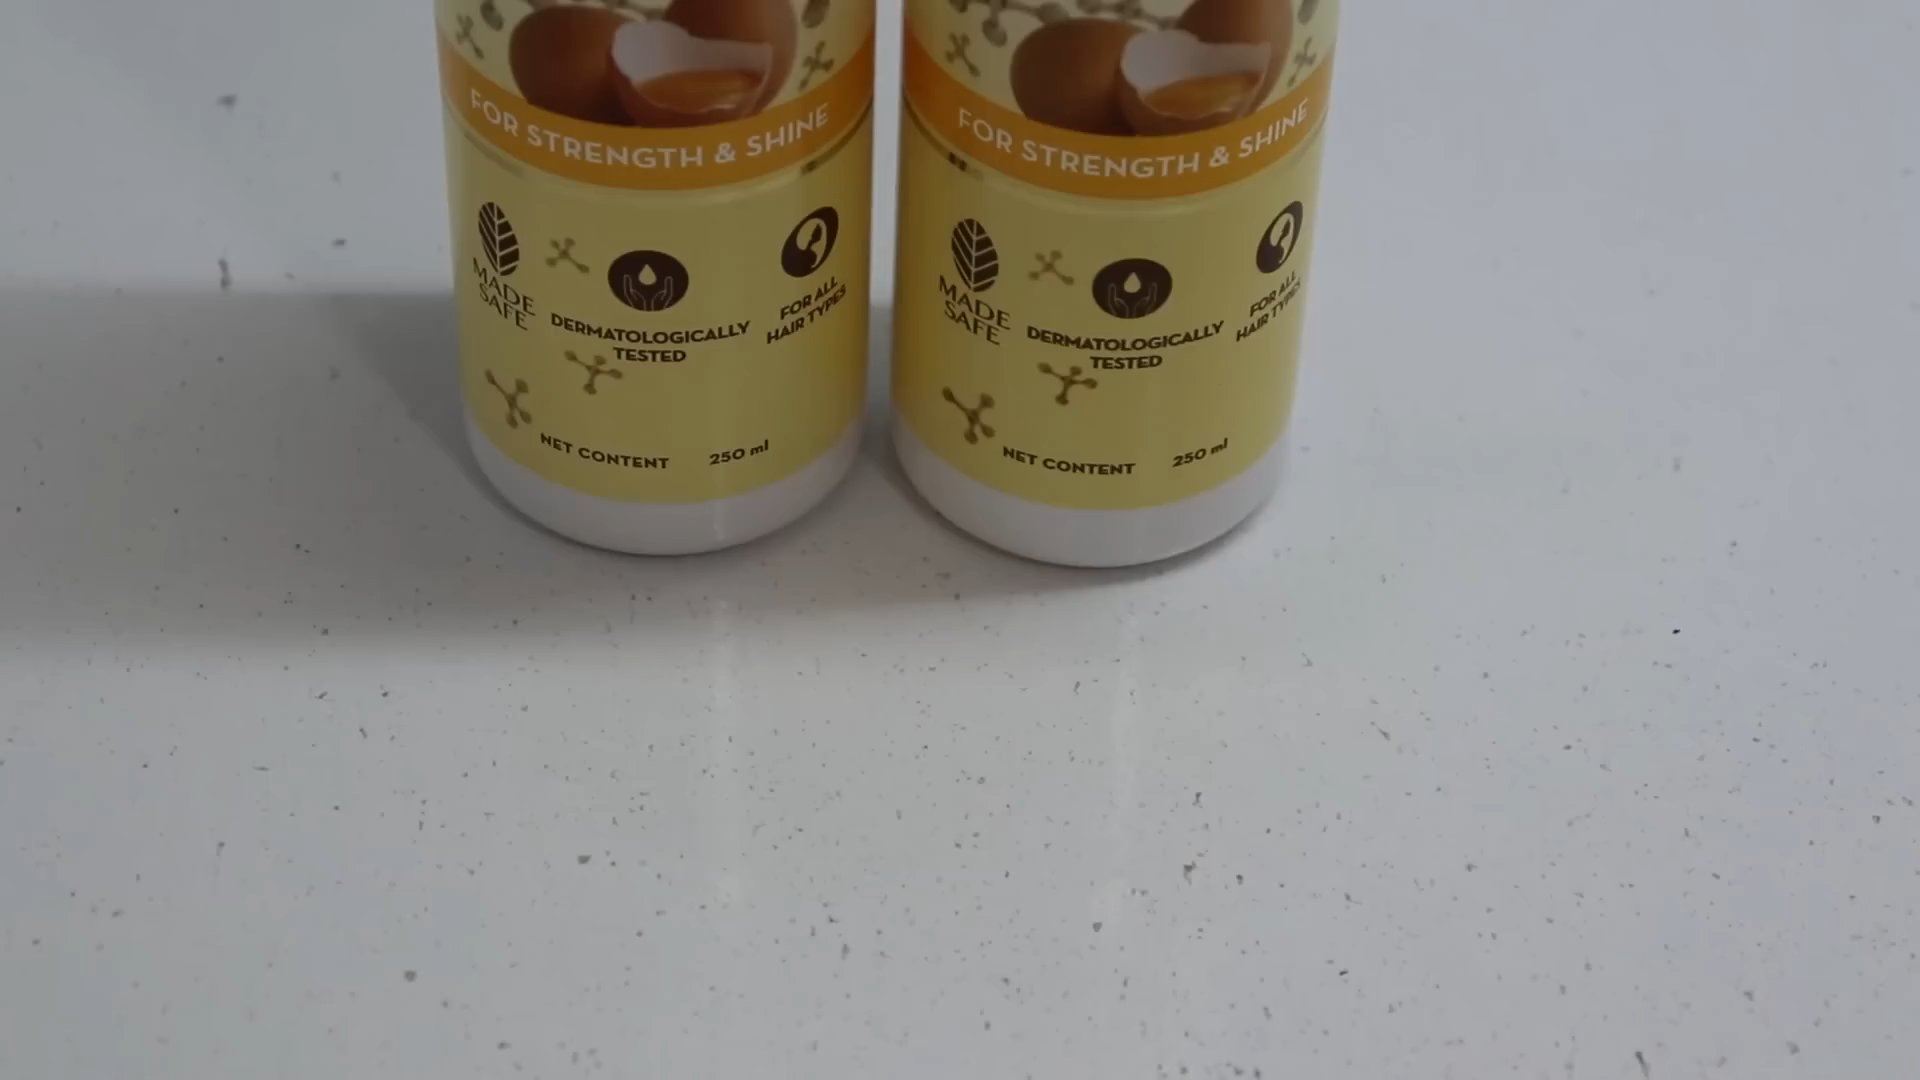 FOR STRENGTH & SHINE
MADE
SAFE
DERMATOLOGICALLY
TESTED
FOR ALL
HAIR TYPES
NET CONTENT 250 ml
FOR STRENGTH & SHINE
MADE
SAFE
DERMATOLOGICALLY
TESTED
FOR ALL
HAIR TYPES
NET CONTENT 250 ml